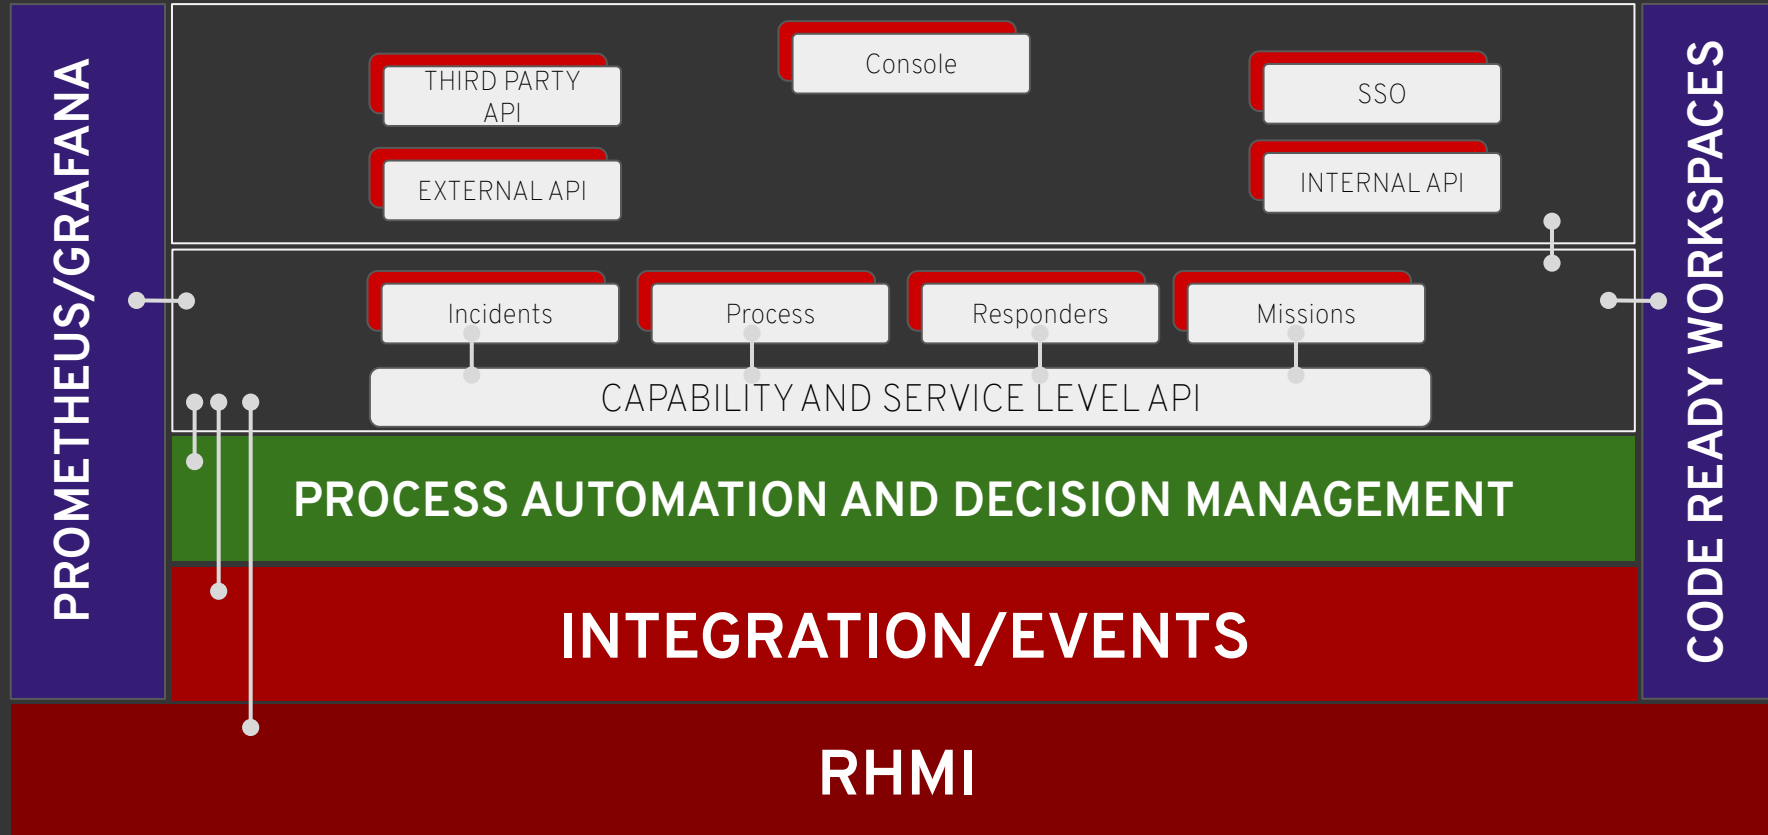 PROMETHEUS/GRAFANA
Console
THIRD PARTY
API
SSO
EXTERNAL API
INTERNAL API
CODE READY WORKSPACES
Incidents
Process
Responders
Missions
CAPABILITY AND SERVICE LEVEL API
PROCESS AUTOMATION AND DECISION MANAGEMENT
INTEGRATION/EVENTS
RHMI